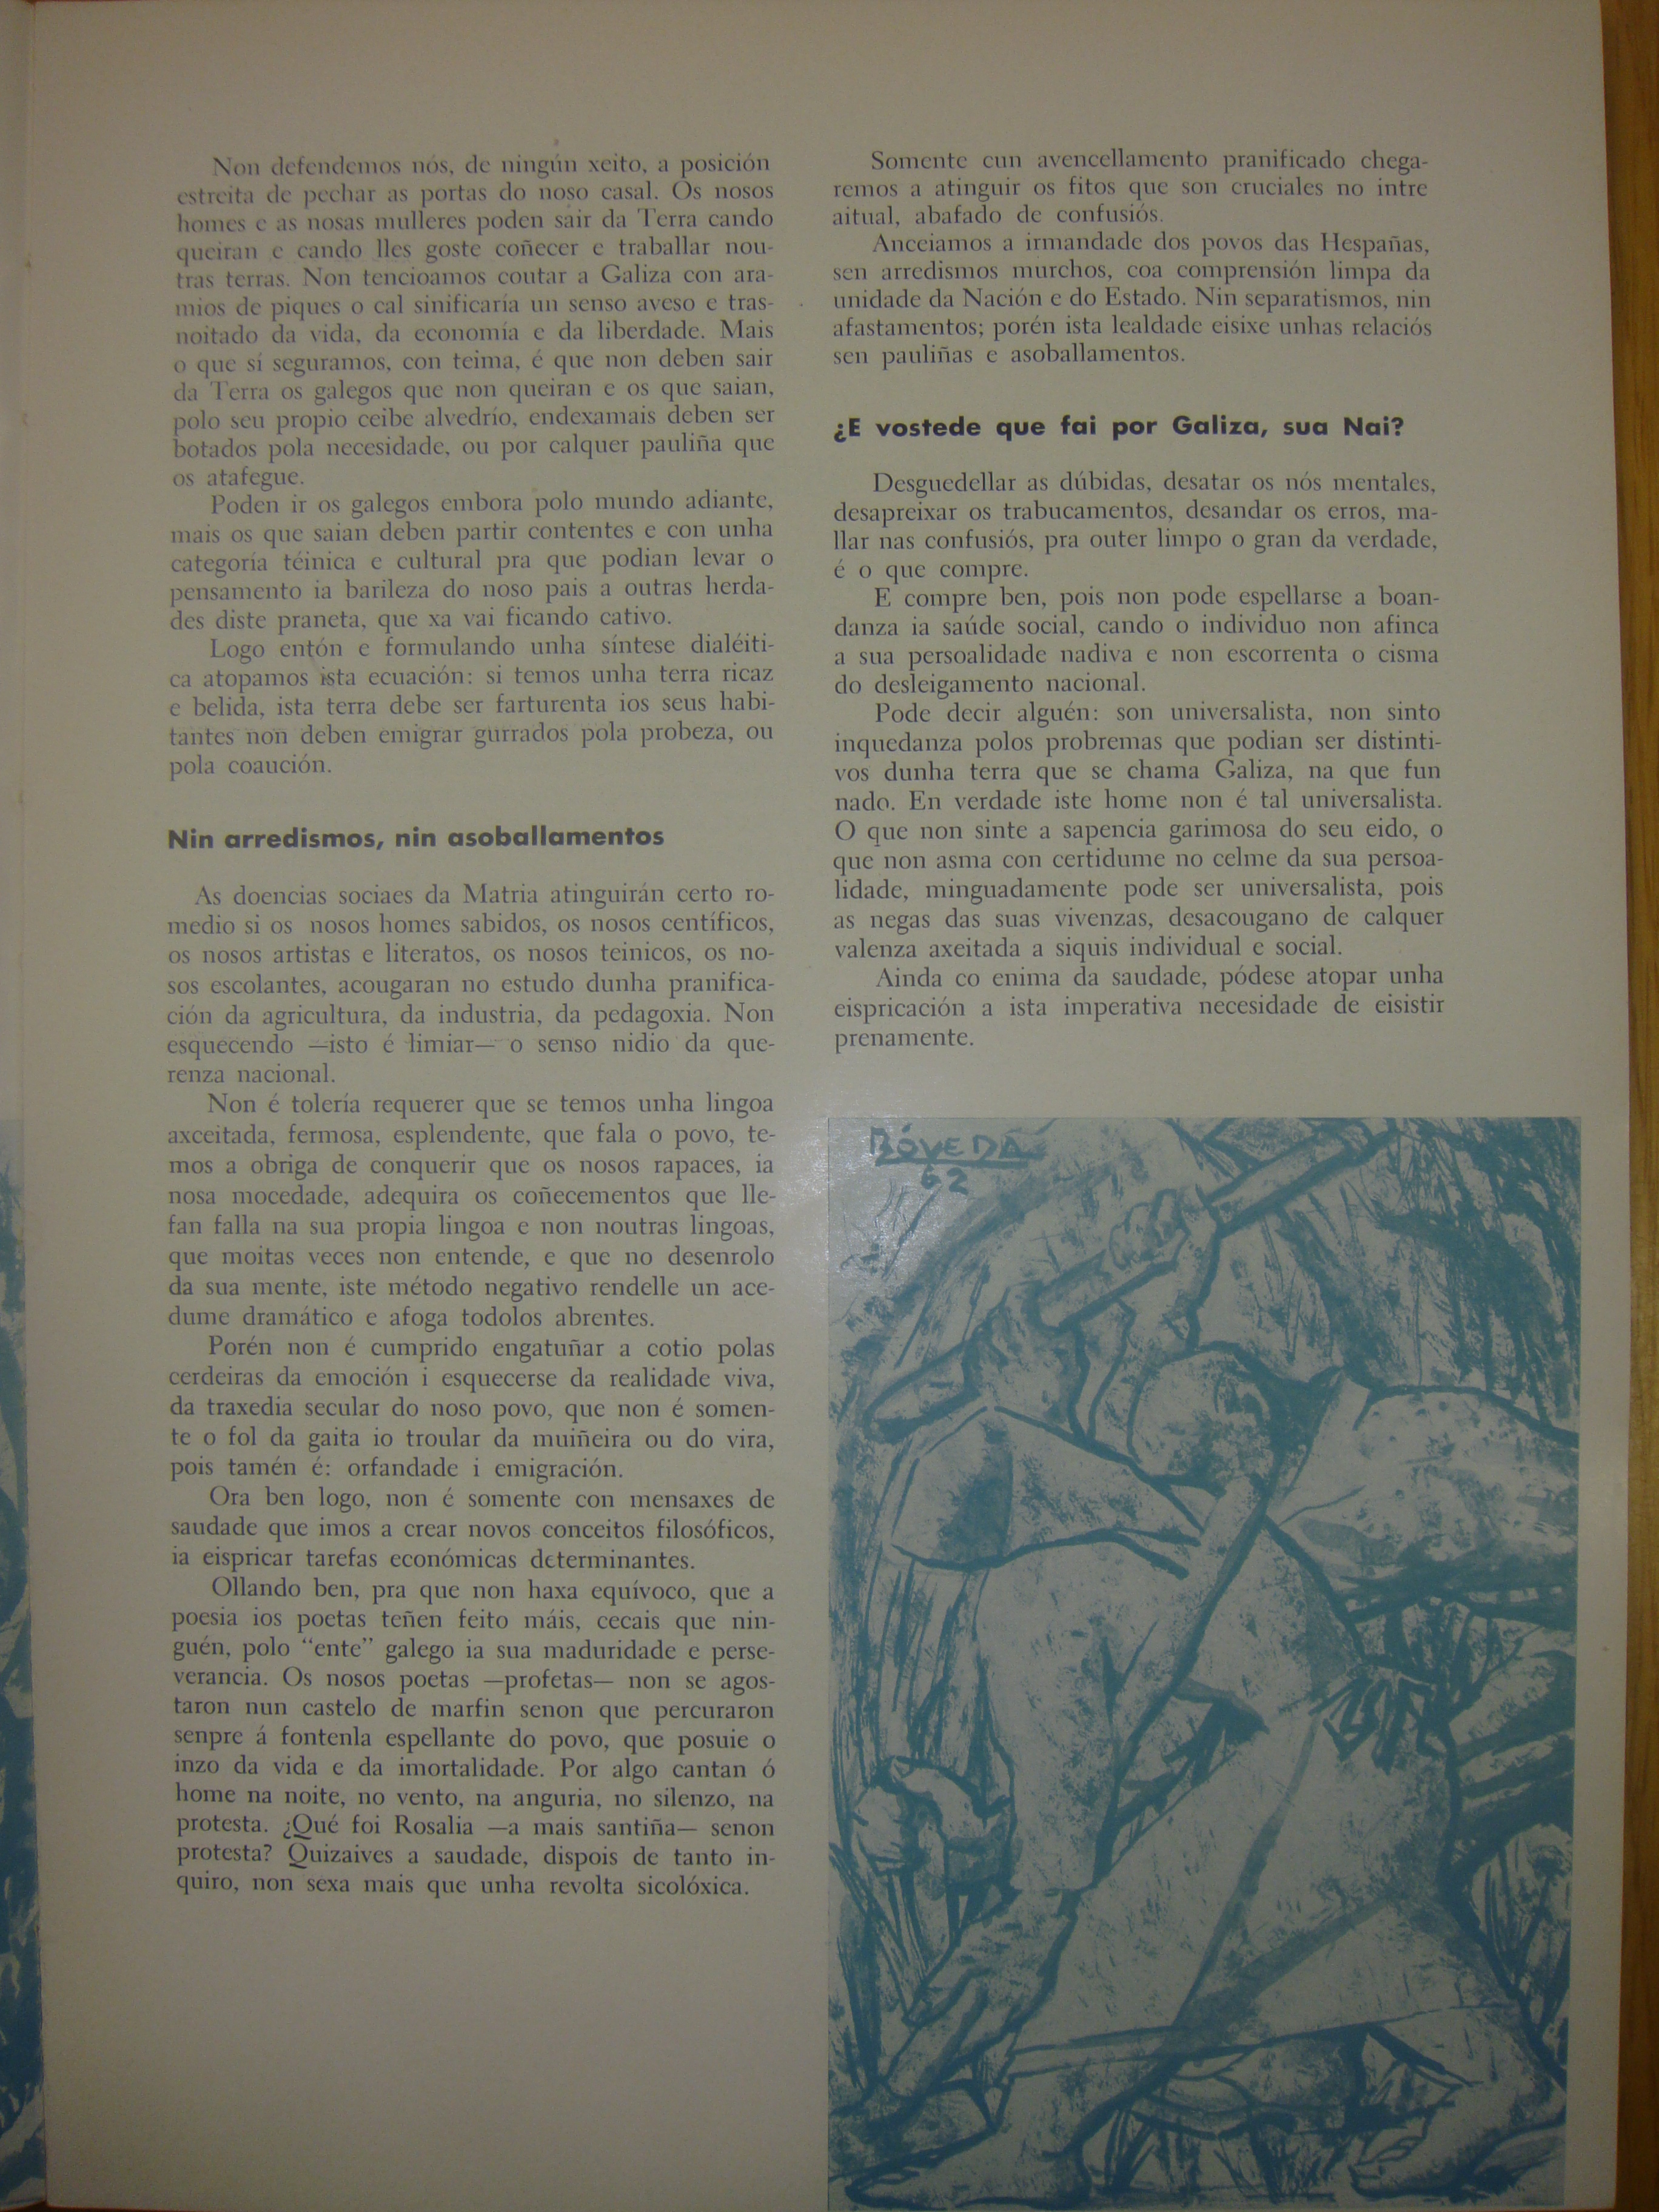 Non defendemos nós, de ningún xeito, a posición
estreita de pechar as portas do noso casal. Os nosos
homes e as nosas mulleres poden sair da Terra cando
queiran e cando lles goste coñecer e traballar nou-
tras terras. Non tencioamos coutar a Galiza con ara-
mios de piques o cal sinificaría un senso aveso e tras-
noitado da vida, da economía e da liberdade. Mais
o que sí seguramos, con teima, é que non deben sair
da Terra os galegos que non queiran e os que saian,
polo seu propio ceibe alvedrío, endexamais deben ser
botados pola necesidade, ou por calquer pauliña que
os atafegue.
Poden ir os galegos embora polo mundo adiante,
mais os que saian deben partir contentes e con unha
categoría téinica e cultural pra que podian levar o
pensamento ia barileza do noso pais a outras herda-
des diste praneta, que xa vai ficando cativo.
Logo entón e formulando unha síntese dialéiti-
ca atopamos ista ecuación: si temos unha terra ricaz
e belida, ista terra debe ser farturenta ios seus habi-
tantes non deben emigrar gurrados pola probeza, ou
pola coaución.
Nin arredismos, nin asoballamentos
As doencias sociaes da Matria atinguirán certo ro-
medio si os nosos homes sabidos, os nosos centíficos,
os nosos artistas e literatos, os nosos teinicos, os no-
sos escolantes, acougaran no estudo dunha pranifica-
ción da agricultura, da industria, da pedagoxia. Non
esquecendo —isto é limiar— o senso nidio da que-
renza nacional.
Non é tolería requerer que se temos unha lingoa
axceitada, fermosa, esplendente, que fala o povo, te-
mos a obriga de conquerir que os nosos rapaces, ia
nosa mocedade, adequira os coñecementos que lle-
fan falla na sua propia lingoa e non noutras lingoas,
que moitas veces non entende, e que no desenrolo
da sua mente, iste método negativo rendelle un ace-
dume dramático e afoga todolos abrentes.
Porén non é cumprido engatuñar a cotio polas
cerdeiras da emoción i esquecerse da realidade viva,
da traxedia secular do noso povo, que non é somen-
te o fol da gaita io troular da muiñeira ou do vira,
pois tamén é: orfandade i emigración.
Ora ben logo, non é somente con mensaxes de
saudade que imos a crear novos conceitos filosóficos,
ia eispricar tarefas económicas determinantes.
Ollando ben, pra que non haxa equívoco, que a
poesia ios poetas teñen feito máis, cecais que nin-
guén, polo “ente” galego ia sua maduridade e perse-
verancia. Os nosos poetas —profetas— non se agos-
taron nun castelo de marfin senon que percuraron
senpre á fontenla espellante do povo, que posuie o
inzo da vida e da imortalidade. Por algo cantan ó
home na noite, no vento, na anguria, no silenzo, na
protesta. ¿Qué foi Rosalia —a mais santiña— senon
protesta? Quizaives a saudade, dispois de tanto in-
quiro, non sexa mais que unha revolta sicolóxica.
Somente cun avencellamento pranificado chega-
remos a atinguir os fitos que son cruciales no intre
aitual, abafado de confusiós.
Anceiamos a irmandade dos povos das Hespañas,
sen arredismos murchos, coa comprensión limpa da
unidade da Nación e do Estado. Nin separatismos, nin
afastamentos; porén ista lealdade eisixe unhas relaciós
sen pauliñas e asoballamentos.
¿E vostede que fai por Galiza, sua Nai?
Desguedellar as dúbidas, desatar os nós mentales,
desapreixar os trabucamentos, desandar os erros, ma-
llar nas confusiós, pra outer limpo o gran da verdade,
é o que compre.
E compre ben, pois non pode espellarse a boan-
danza ia saúde social, cando o individuo non afinca
a sua persoalidade nadiva e non escorrenta o cisma
do desleigamento nacional.
Pode decir alguén: son universalista, non sinto
inquedanza polos probremas que podian ser distinti-
vos dunha terra que se chama Galiza, na que fun
nado. En verdade iste home non é tal universalista.
O que non sinte a sapencia garimosa do seu eido, o
que non asma con certidume no celme da sua persoa-
lidade, minguadamente pode ser universalista, pois
as negas das suas vivenzas, desacougano de calquer
valenza axeitada a siquis individual e social.
Ainda co enima da saudade, pódese atopar unha
eispricación a ista imperativa necesidade de eisistir
prenamente.
BÓVEDA
62